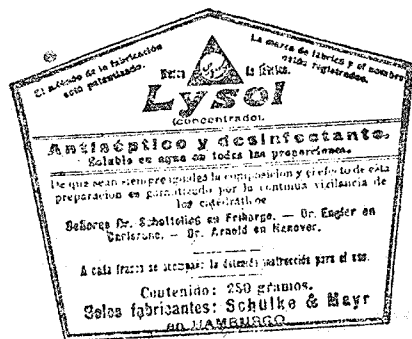 El método de la fabricación
está patentizado.
La marca de fábrica y el nombre
están registrados.
Marca de fábrica.
Lysol
(concentrado).
Antiséptico y desinfectante.
Soluble en agua en todas las proporciones.
De que sean siempre iguales la composición y el efecto de esta
preparación es garantizado por la continua vigilancia de
los catedráticos
Señores Dr. Schottelius en Friburgo. — Dr. Engler en
Carlsruhe. — Dr. Arnold en Hanover.
A cada frasco se acompaña la detallada instrucción para el uso.
Contenido: 250 gramos.
Solos fabricantes: Schülke & Mayr
en HAMBURGO